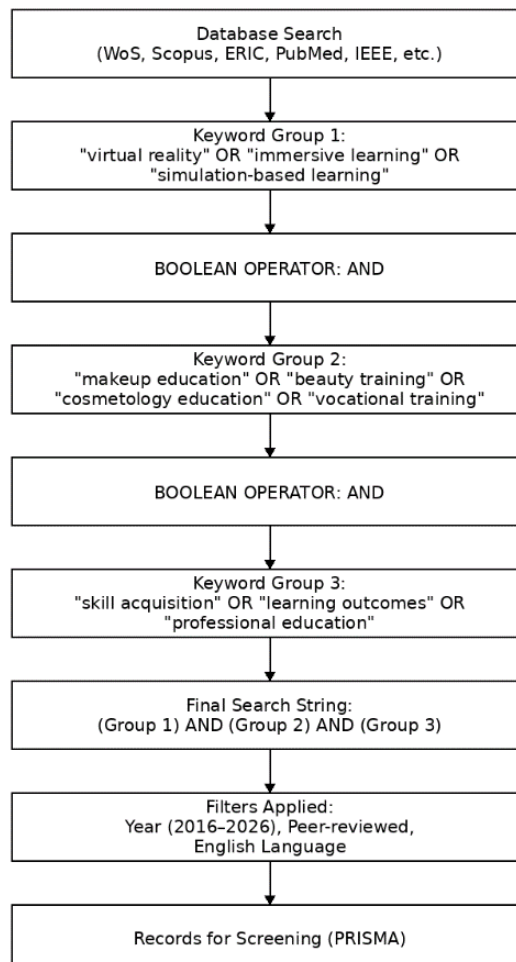 Database Search
(WoS, Scopus, ERIC, PubMed, IEEE, etc.)
Keyword Group 1:
"virtual reality" OR "immersive learning" OR
"simulation-based learning"
BOOLEAN OPERATOR: AND
Keyword Group 2:
"makeup education" OR "beauty training" OR
"cosmetology education" OR "vocational training"
BOOLEAN OPERATOR: AND
Keyword Group 3:
"skill acquisition" OR "learning outcomes" OR
"professional education"
Final Search String:
(Group 1) AND (Group 2) AND (Group 3)
Filters Applied:
Year (2016–2026), Peer-reviewed,
English Language
Records for Screening (PRISMA)